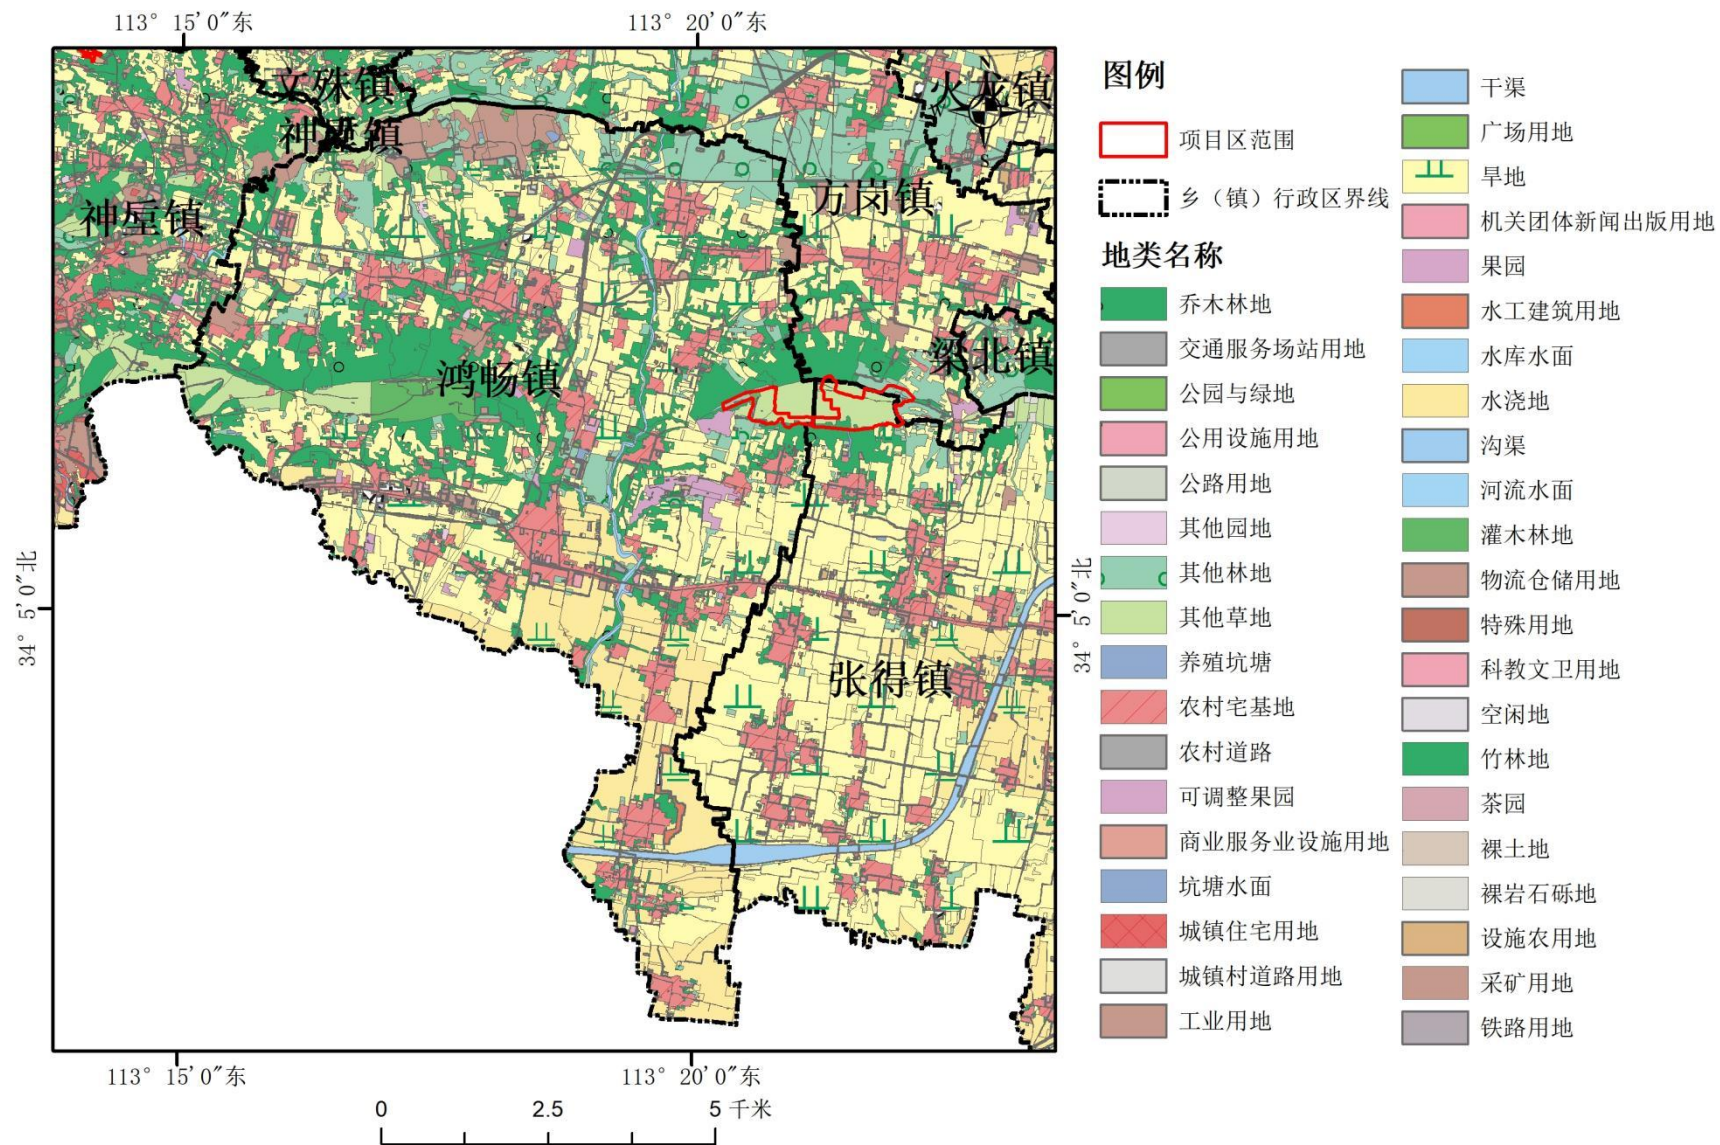 113° 15'0"东
113° 20'0"东
文殊镇
神垕镇
火龙镇
N
S
神垕镇
方岗镇
鸿畅镇
梁北镇
张得镇
34° 5'0"北
34° 5'0"北
113° 15'0"东
113° 20'0"东
0
2.5
5 千米
图例
项目区范围
乡（镇）行政区界线
地类名称
乔木林地
交通服务场站用地
公园与绿地
公用设施用地
公路用地
其他园地
其他林地
其他草地
养殖坑塘
农村宅基地
农村道路
可调整果园
商业服务业设施用地
坑塘水面
城镇住宅用地
城镇村道路用地
工业用地
干渠
广场用地
旱地
机关团体新闻出版用地
果园
水工建筑用地
水库水面
水浇地
沟渠
河流水面
灌木林地
物流仓储用地
特殊用地
科教文卫用地
空闲地
竹林地
茶园
裸土地
裸岩石砾地
设施农用地
采矿用地
铁路用地